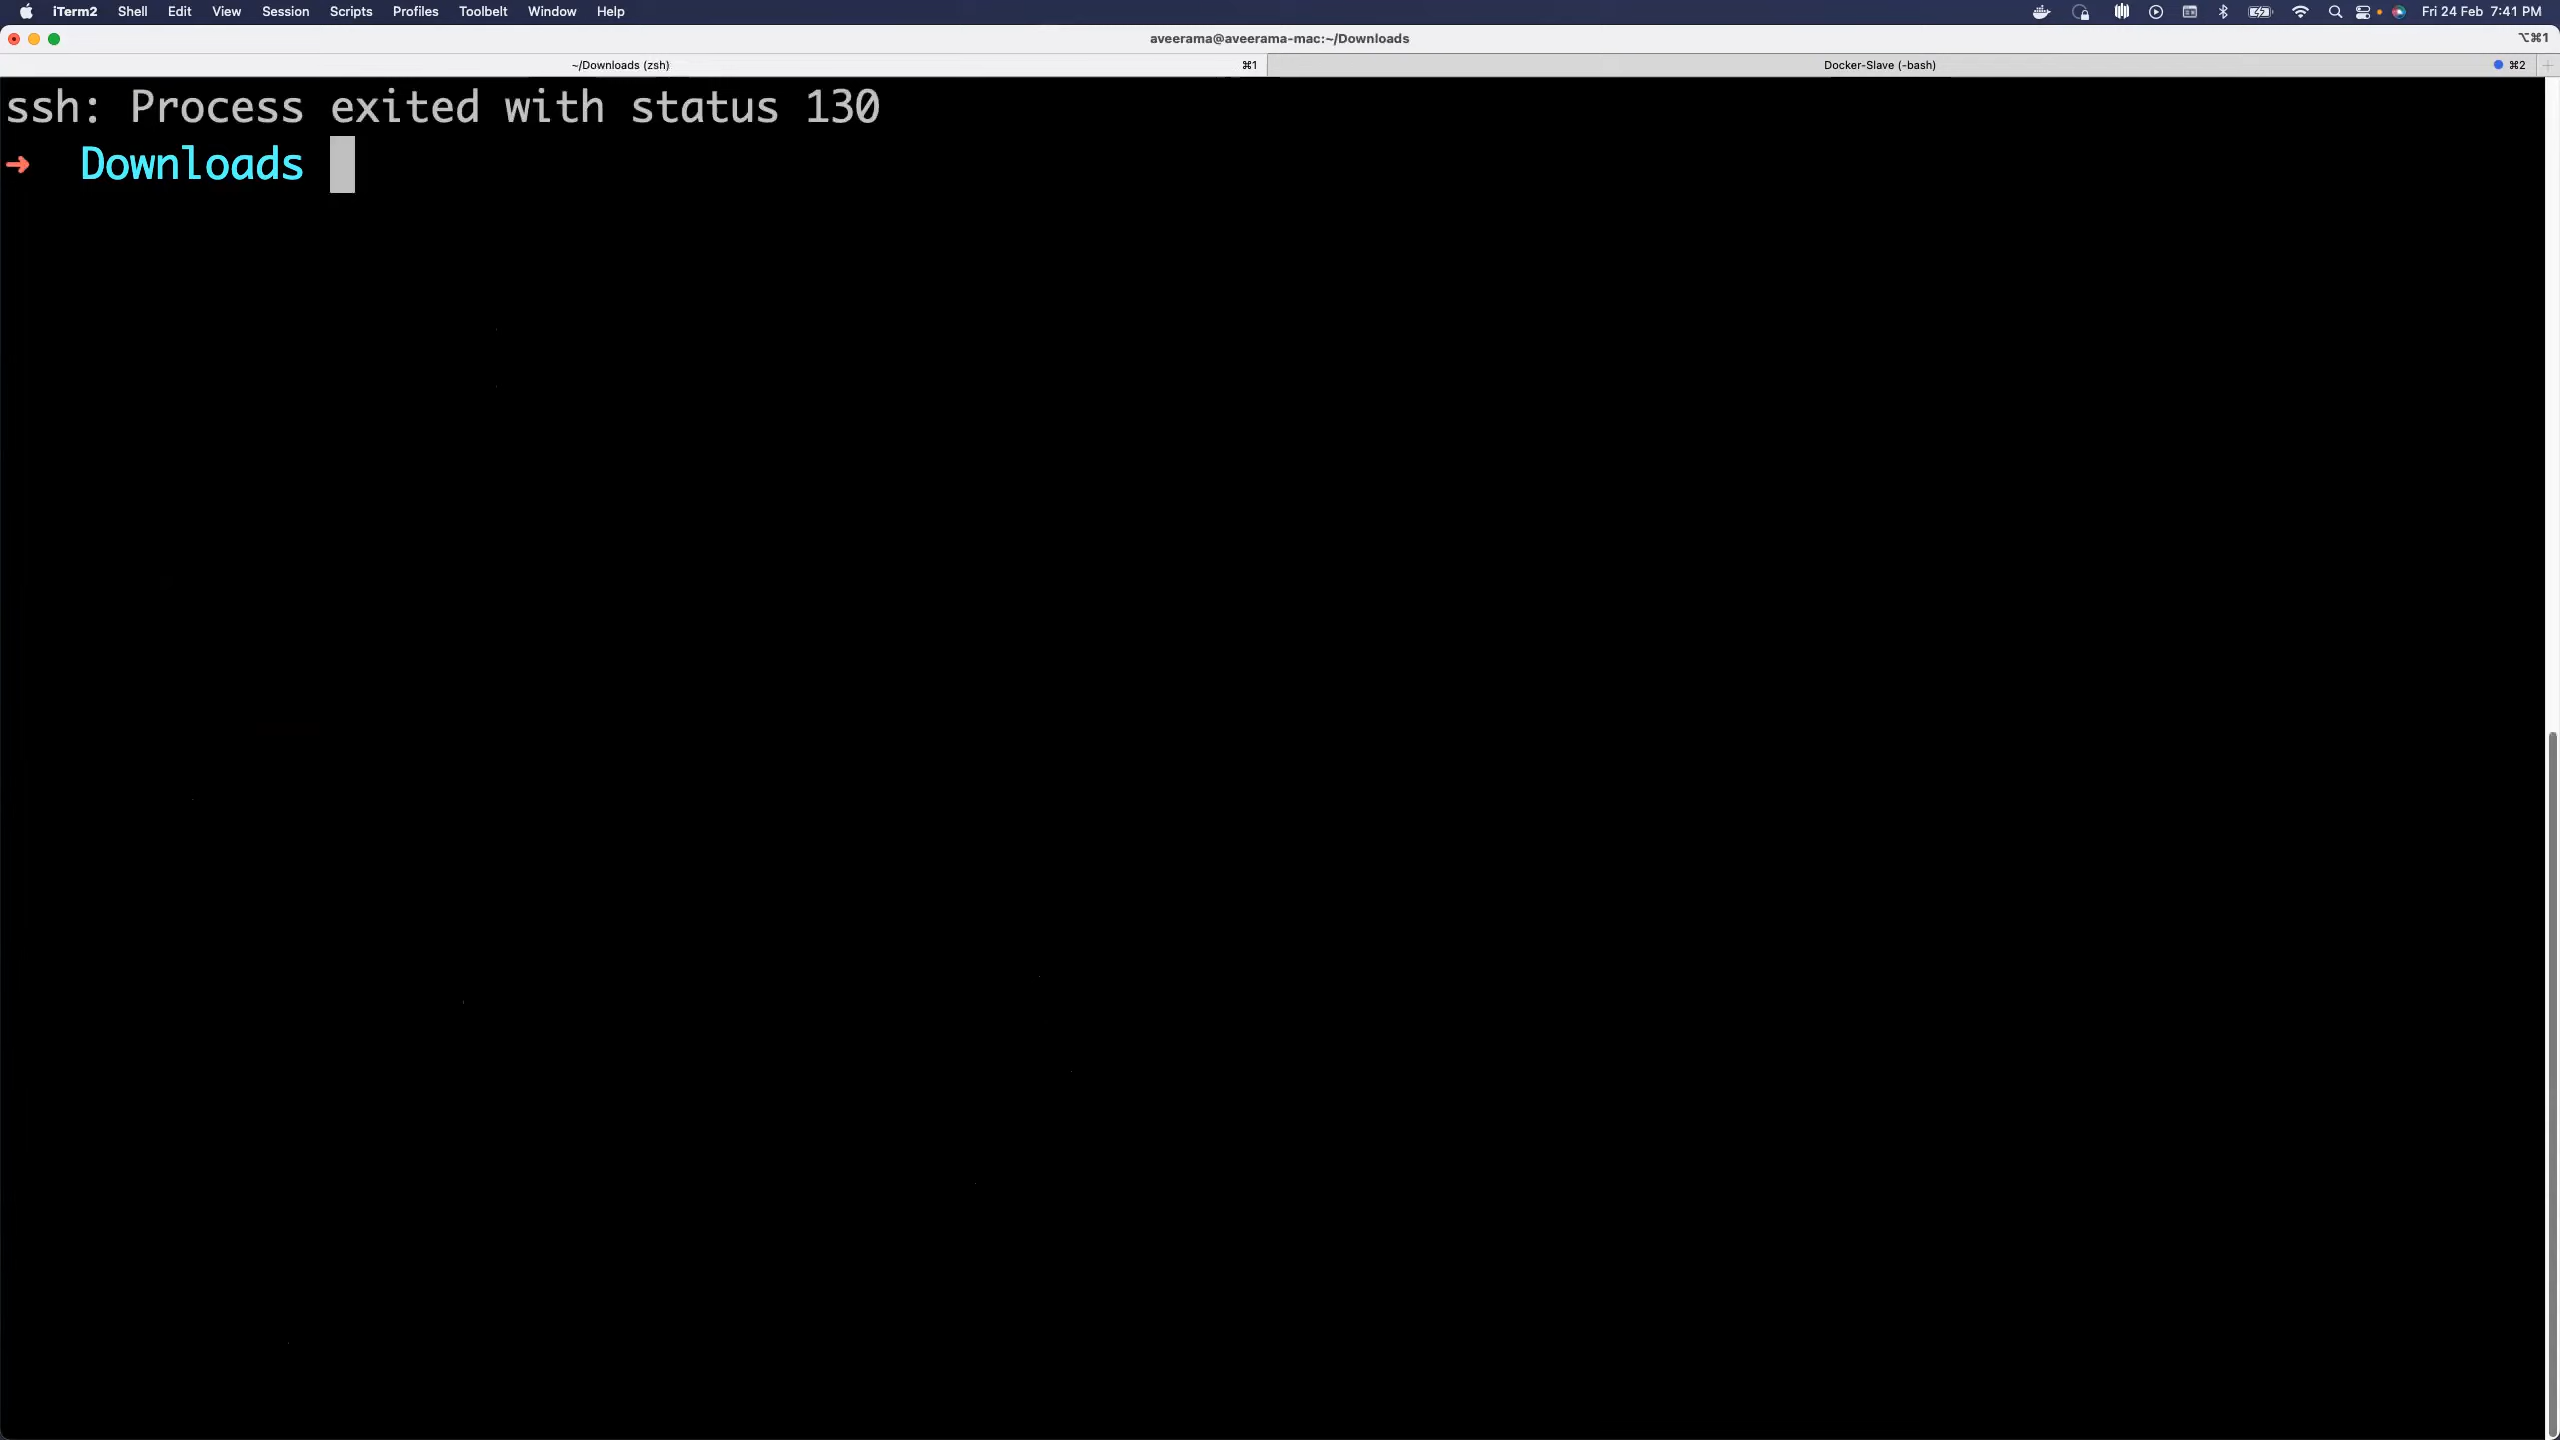 iTerm2 Shell Edit View Session Scripts Profiles Toolbelt Window Help Fri 24 Feb 7:41 PM
aveerama@aveerama-mac:~/Downloads ⌥⌘1
~/Downloads (zsh) ⌘1 Docker-Slave (-bash) ⌘2
ssh: Process exited with status 130
➜ Downloads